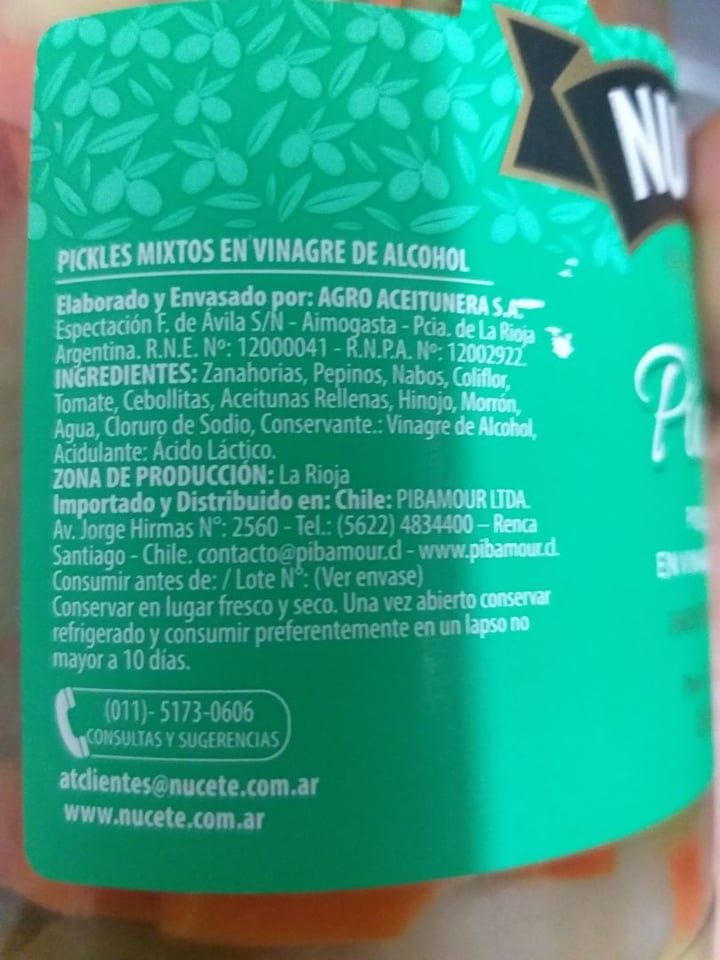 NU
PICKLES MIXTOS EN VINAGRE DE ALCOHOL
Elaborado y Envasado por: AGRO ACEITUNERA S.A.
Espectación F. de Ávila S/N - Aimogasta - Pcia. de La Rioja
Argentina. R.N.E. Nº: 12000041 - R.N.P.A. Nº: 12002922
INGREDIENTES: Zanahorias, Pepinos, Nabos, Coliflor,
Tomate, Cebollitas, Aceitunas Rellenas, Hinojo, Morrón,
Agua, Cloruro de Sodio, Conservante.: Vinagre de Alcohol,
Acidulante: Ácido Láctico.
ZONA DE PRODUCCIÓN: La Rioja
Importado y Distribuido en: Chile: PIBAMOUR LTDA.
Av. Jorge Hirmas N°: 2560 - Tel.: (5622) 4834400 – Renca
Santiago - Chile. contacto@pibamour.cl - www.pibamour.cl.
Consumir antes de: / Lote N°: (Ver envase)
Conservar en lugar fresco y seco. Una vez abierto conservar
refrigerado y consumir preferentemente en un lapso no
mayor a 10 días.
(011)- 5173-0606
CONSULTAS Y SUGERENCIAS
atclientes@nucete.com.ar
www.nucete.com.ar